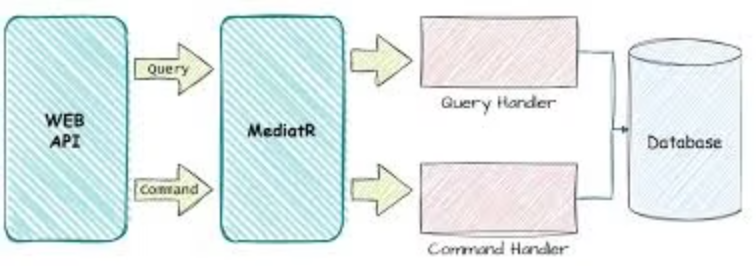 WEB
API
Query
Command
MediatR
Query Handler
Command Handler
Database